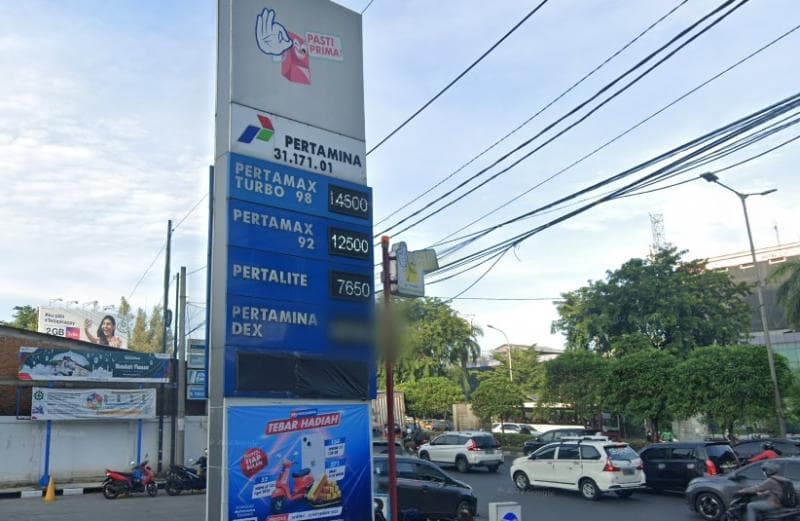 PASTI
PRIMA
PERTAMINA
31.171.01
PERTAMAX
TURBO 98 14500
PERTAMAX
92 12500
PERTALITE 7650
PERTAMINA
DEX
TEBAR HADIAH
2GB